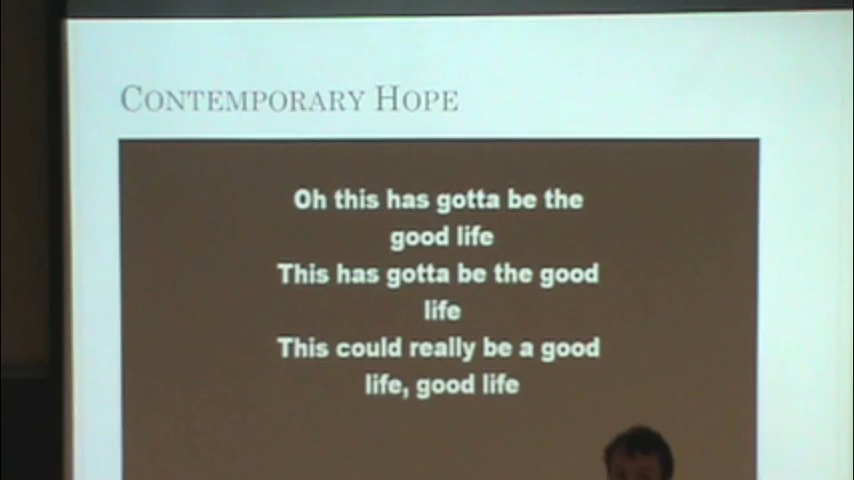 CONTEMPORARY HOPE
Oh this has gotta be the
good life
This has gotta be the good
life
This could really be a good
life, good life